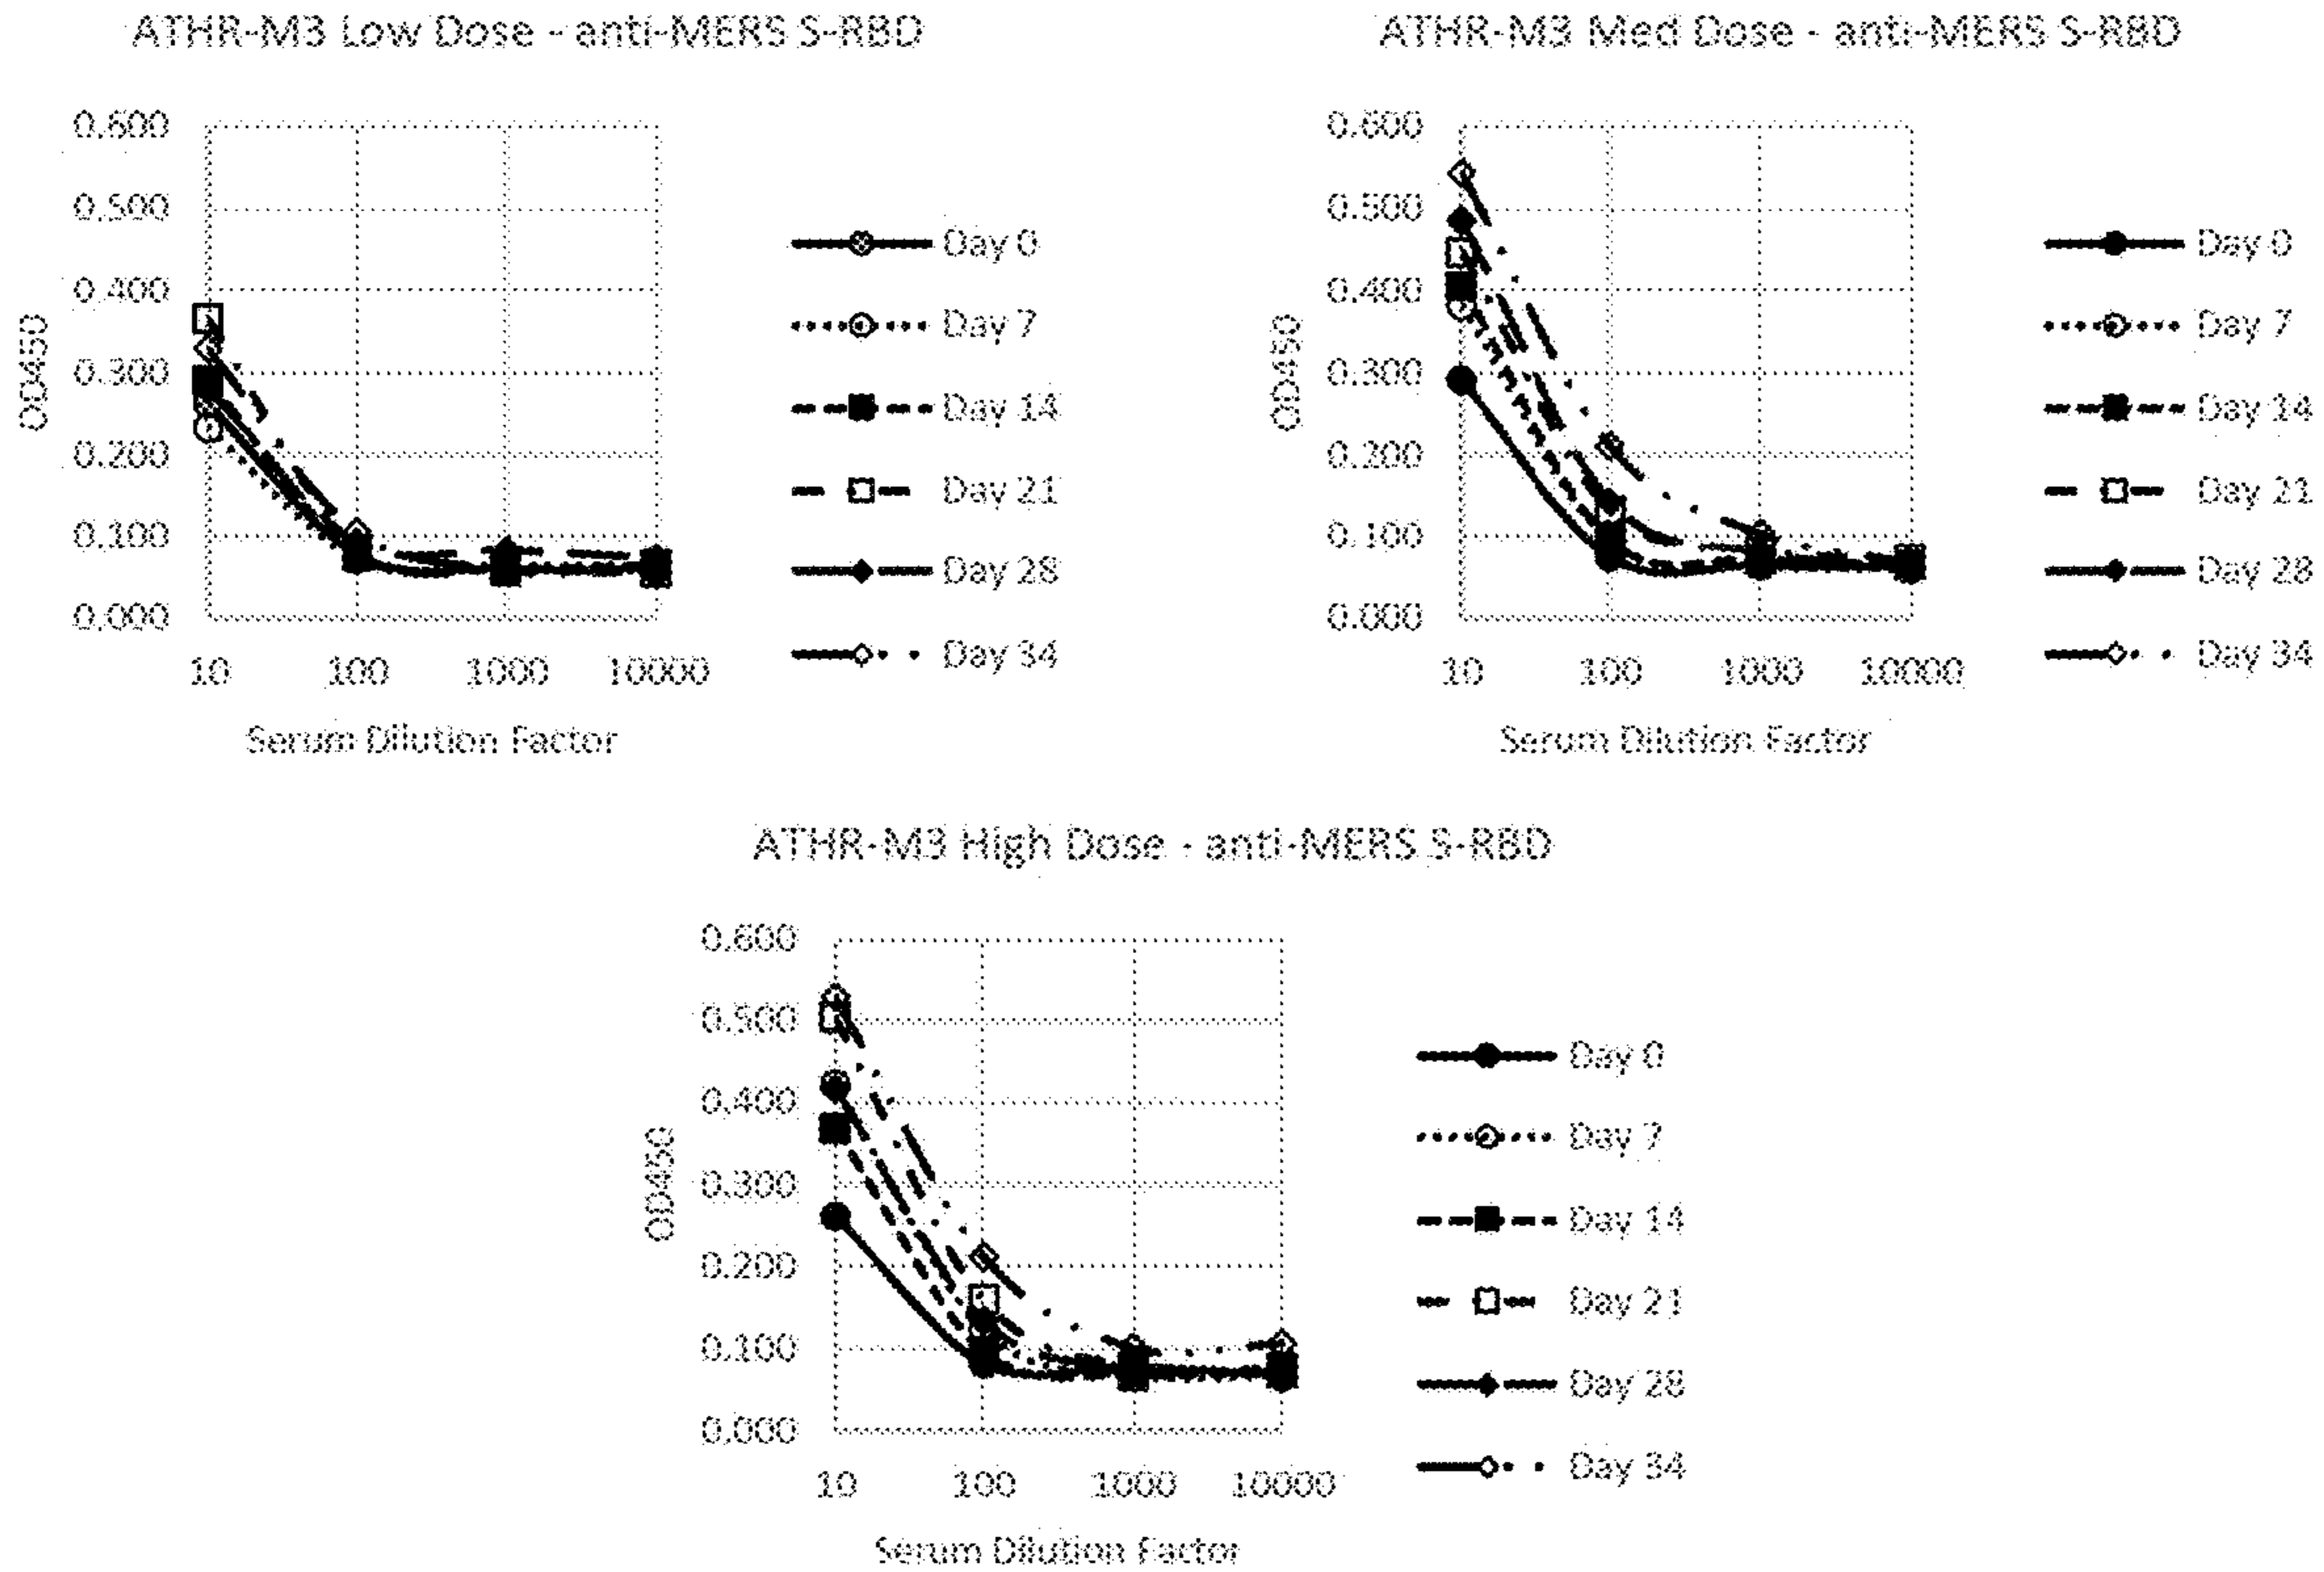 ATHR-M3 Low Dose - anti-MERS S-RBD
0.600
0.500
0.400
0.300
0.200
0.100
0.000
OD450
10 100 1000 10000
Serum Dilution Factor
Day 0
Day 7
Day 14
Day 21
Day 28
Day 34
ATHR-M3 Med Dose - anti-MERS S-RBD
0.600
0.500
0.400
0.300
0.200
0.100
0.000
OD450
10 100 1000 10000
Serum Dilution Factor
Day 0
Day 7
Day 14
Day 21
Day 28
Day 34
ATHR-M3 High Dose - anti-MERS S-RBD
0.600
0.500
0.400
0.300
0.200
0.100
0.000
OD450
10 100 1000 10000
Serum Dilution Factor
Day 0
Day 7
Day 14
Day 21
Day 28
Day 34